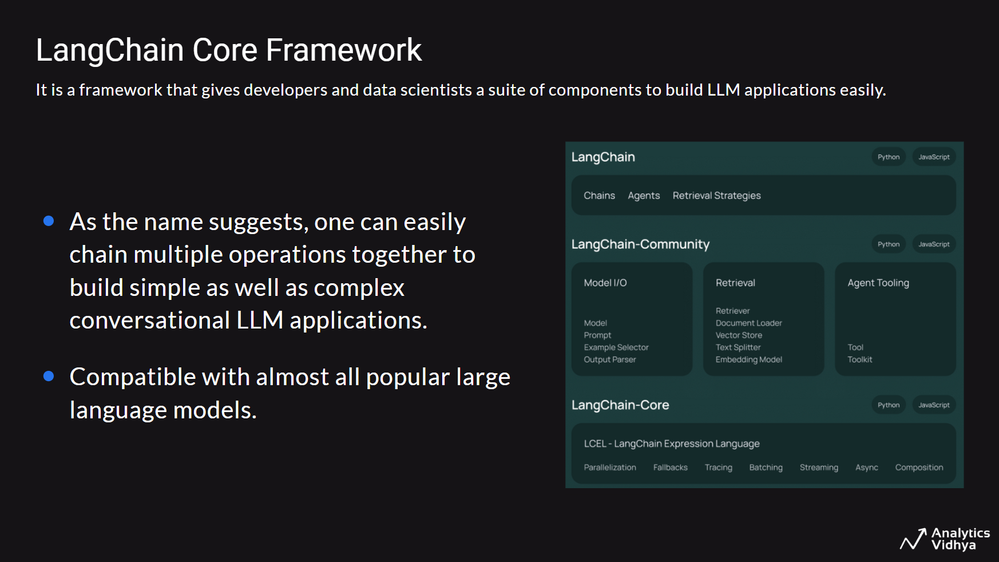 LangChain Core Framework
It is a framework that gives developers and data scientists a suite of components to build LLM applications easily.
As the name suggests, one can easily
chain multiple operations together to
build simple as well as complex
conversational LLM applications.
Compatible with almost all popular large
language models.
LangChain Python JavaScript
Chains Agents Retrieval Strategies
LangChain-Community Python JavaScript
Model I/O
Model
Prompt
Example Selector
Output Parser
Retrieval
Retriever
Document Loader
Vector Store
Text Splitter
Embedding Model
Agent Tooling
Tool
Toolkit
LangChain-Core Python JavaScript
LCEL - LangChain Expression Language
Parallelization Fallbacks Tracing Batching Streaming Async Composition
Analytics
Vidhya